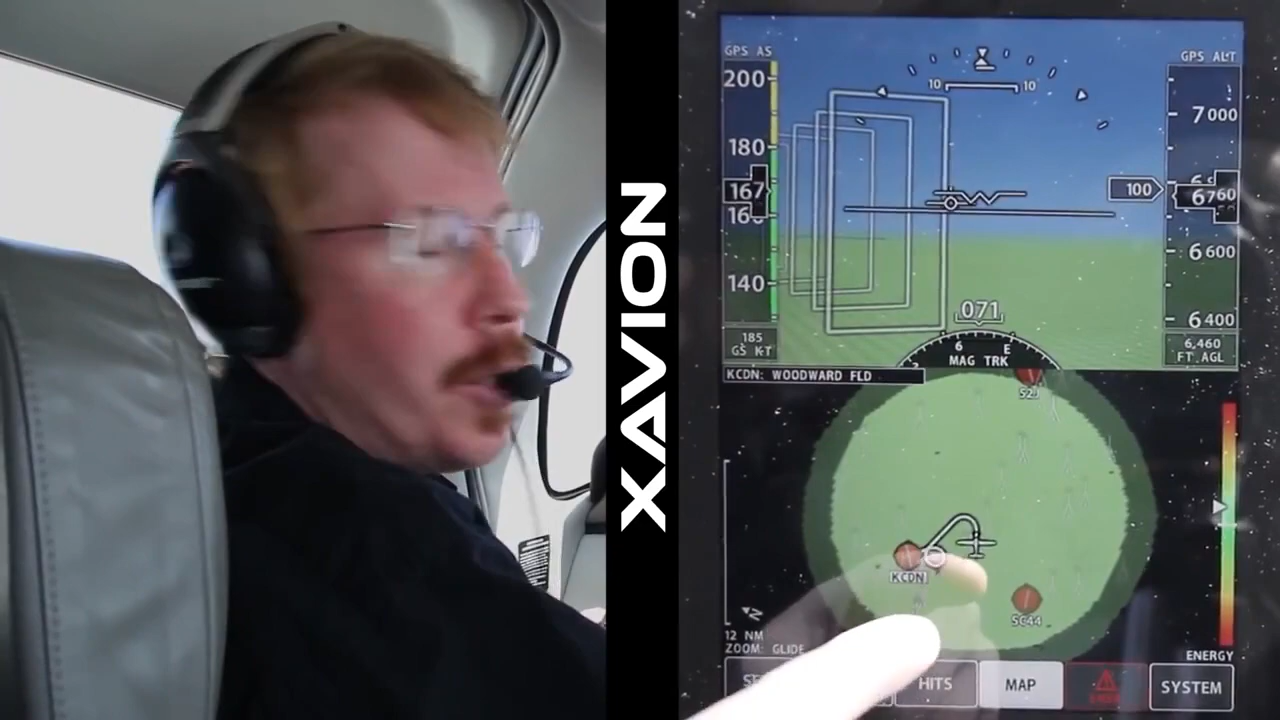 XAVION
GPS AS
GPS ALT
200
10
10
7000
180
167
100
6760
160
6600
140
071
6400
185
GS KT
6
E
MAG TRK
6,460
FT AGL
KCDN: WOODWARD FLD
KCDN
SC44
12 NM
ZOOM: GLIDE
ENERGY
HITS
MAP
SYSTEM